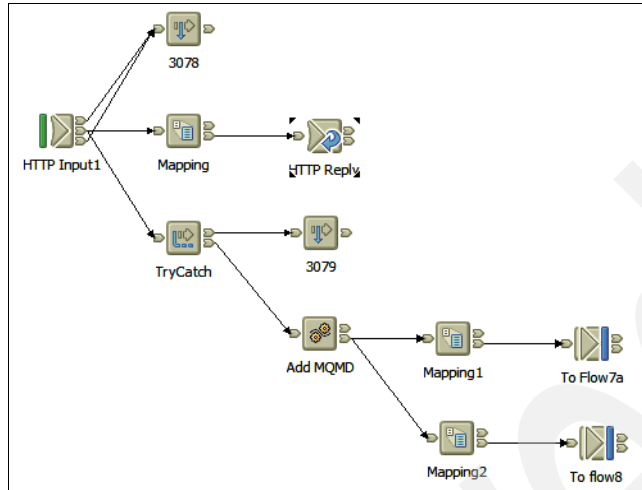 3078
HTTP Input1
Mapping
HTTP Reply
TryCatch
3079
Add MQMD
Mapping1
To Flow7a
Mapping2
To flow8